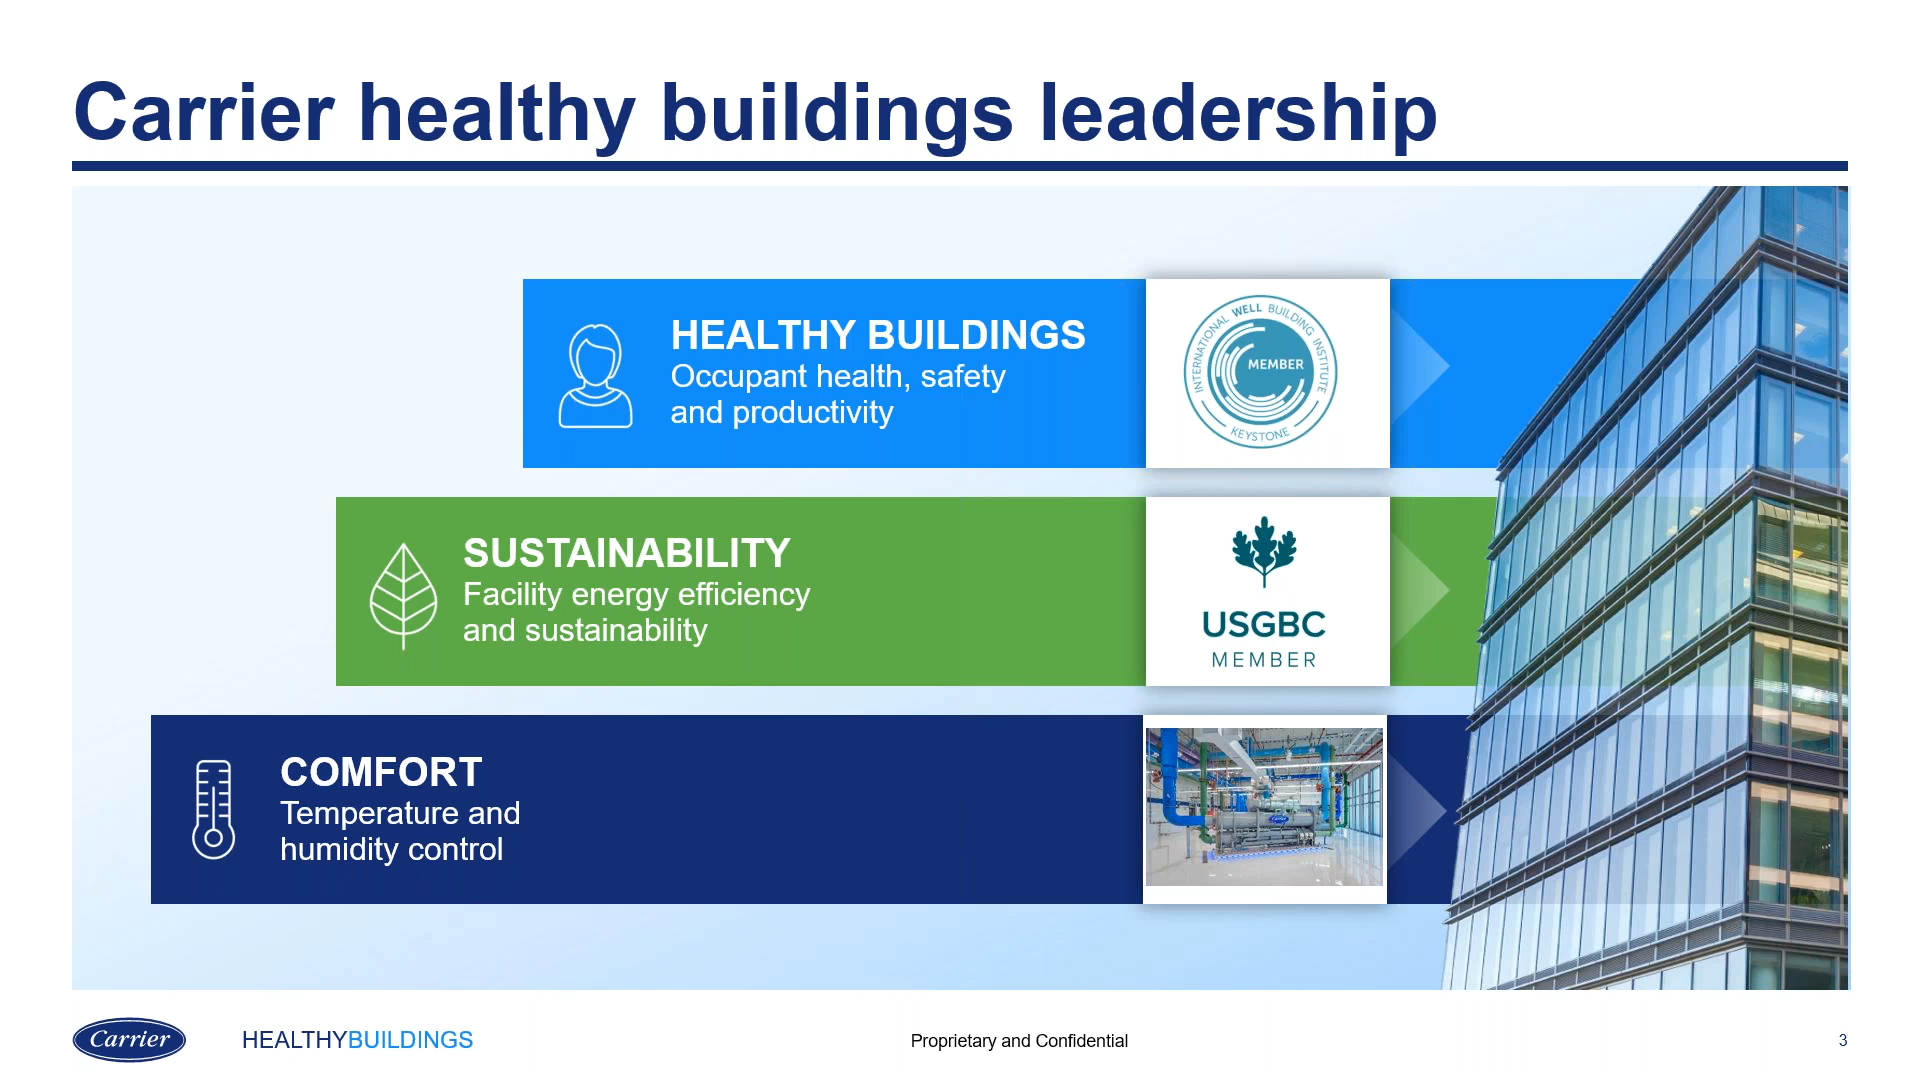 Carrier healthy buildings leadership
HEALTHY BUILDINGS
Occupant health, safety
and productivity
INTERNATIONAL WELL BUILDING INSTITUTE
MEMBER
KEYSTONE
SUSTAINABILITY
Facility energy efficiency
and sustainability
USGBC
MEMBER
COMFORT
Temperature and
humidity control
Carrier
Carrier
HEALTHYBUILDINGS
Proprietary and Confidential
3